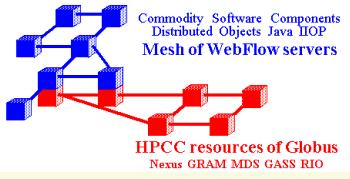 Commodity Software Components
Distributed Objects Java IIOP
Mesh of WebFlow servers
HPCC resources of Globus
Nexus GRAM MDS GASS RIO